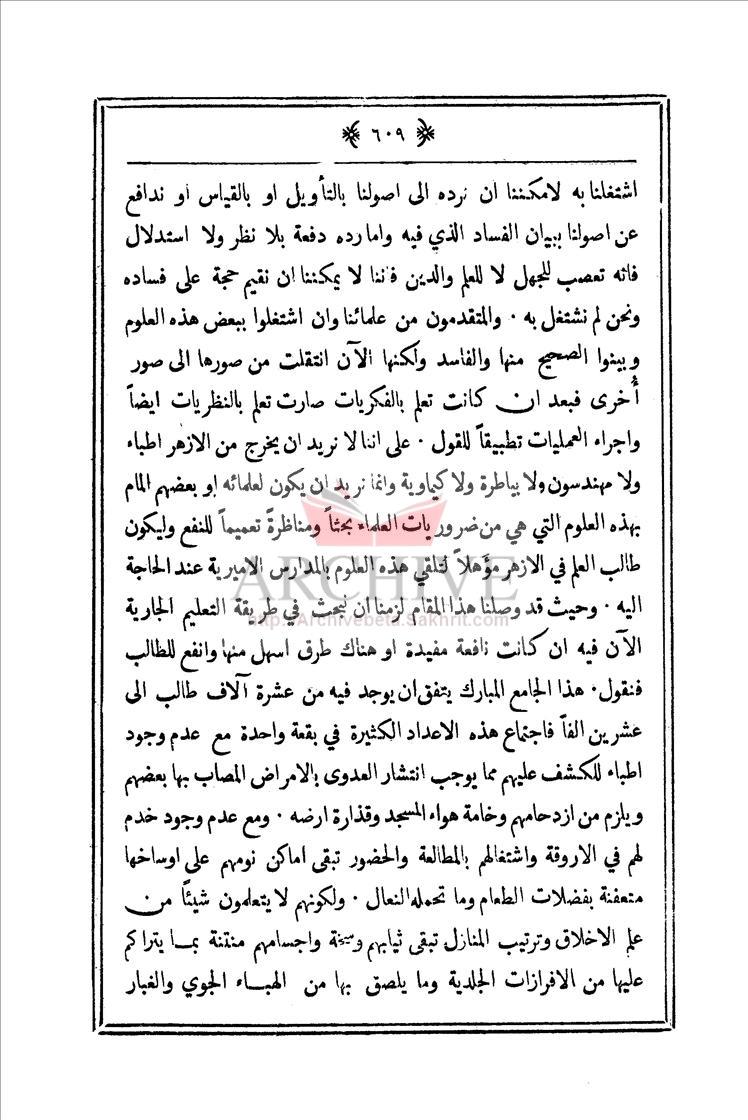 ٦٠٩
اشتغلنا به لامكننا ان نرده الى اصولنا بالتأويل او بالقياس او ندافع
عن اصولنا ببيان الفساد الذي فيه واما رده دفعة بلا نظر ولا استدلال
فانه تعصب للجهل لا للعلم والدين فاننا لا يمكننا ان نقيم حجة على فساده
ونحن لم نشتغل به ٠ والمتقدمون من علمائنا وان اشتغلوا ببعض هذه العلوم
وبينوا الصحيح منها والفاسد ولكنها الآن انتقلت من صورها الى صور
أخرى فبعد ان كانت تعلم بالفكريات صارت تعلم بالنظريات ايضاً
واجراء العمليات تطبيقاً للقول ٠ على اننا لا نريد ان يخرج من الازهر اطباء
ولا مهندسون ولا بياطرة ولا كيماوية وانما نريد ان يكون لعلمائه او بعضهم المام
بهذه العلوم التي هي من ضروريات العلماء بحثاً ومناظرةً تعميماً للنفع وليكون
طالب العلم في الازهر مؤهلاً لتلقي هذه العلوم بالمدارس الاميرية عند الحاجة
اليه ٠ وحيث قد وصلنا هذا المقام لزمنا ان نبحث في طريقة التعليم الجارية
الآن فيه ان كانت نافعة مفيدة او هناك طرق اسهل منها وانفع للطالب
فنقول ٠ هذا الجامع المبارك يتفق ان يوجد فيه من عشرة آلاف طالب الى
عشرين الفاً فاجتماع هذه الاعداد الكثيرة في بقعة واحدة مع عدم وجود
اطباء للكشف عليهم مما يوجب انتشار العدوى بالامراض المصاب بها بعضهم
ويلزم من ازدحامهم وخامة هواء المسجد وقذارة ارضه ٠ ومع عدم وجود خدم
لهم في الاروقة واشتغالهم بالمطالعة والحضور تبقى اماكن نومهم على اوساخها
متعفنة بفضلات الطعام وما تحمله النعال ٠ ولكونهم لا يتعلمون شيئاً من
علم الاخلاق وترتيب المنازل تبقى ثيابهم وسخة واجسامهم منتنة بما يتراكم
عليها من الافرازات الجلدية وما يلصق بها من الهباء الجوي والغبار
ARCHIVE
http://Archivebeta.Sakhrit.com